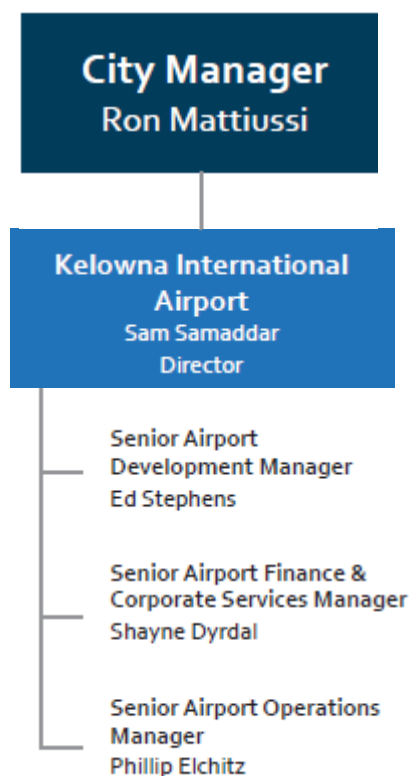 City Manager
Ron Mattiussi
Kelowna International
Airport
Sam Samaddar
Director
Senior Airport
Development Manager
Ed Stephens
Senior Airport Finance &
Corporate Services Manager
Shayne Dyrdal
Senior Airport Operations
Manager
Phillip Elchitz